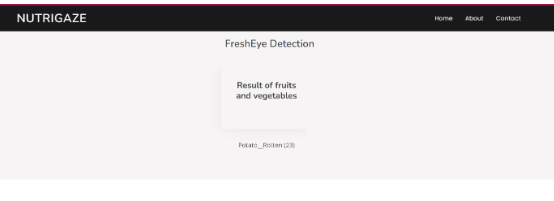 NUTRIGAZE
Home About Contact
FreshEye Detection
Result of fruits
and vegetables
Potato__Rotten (23)